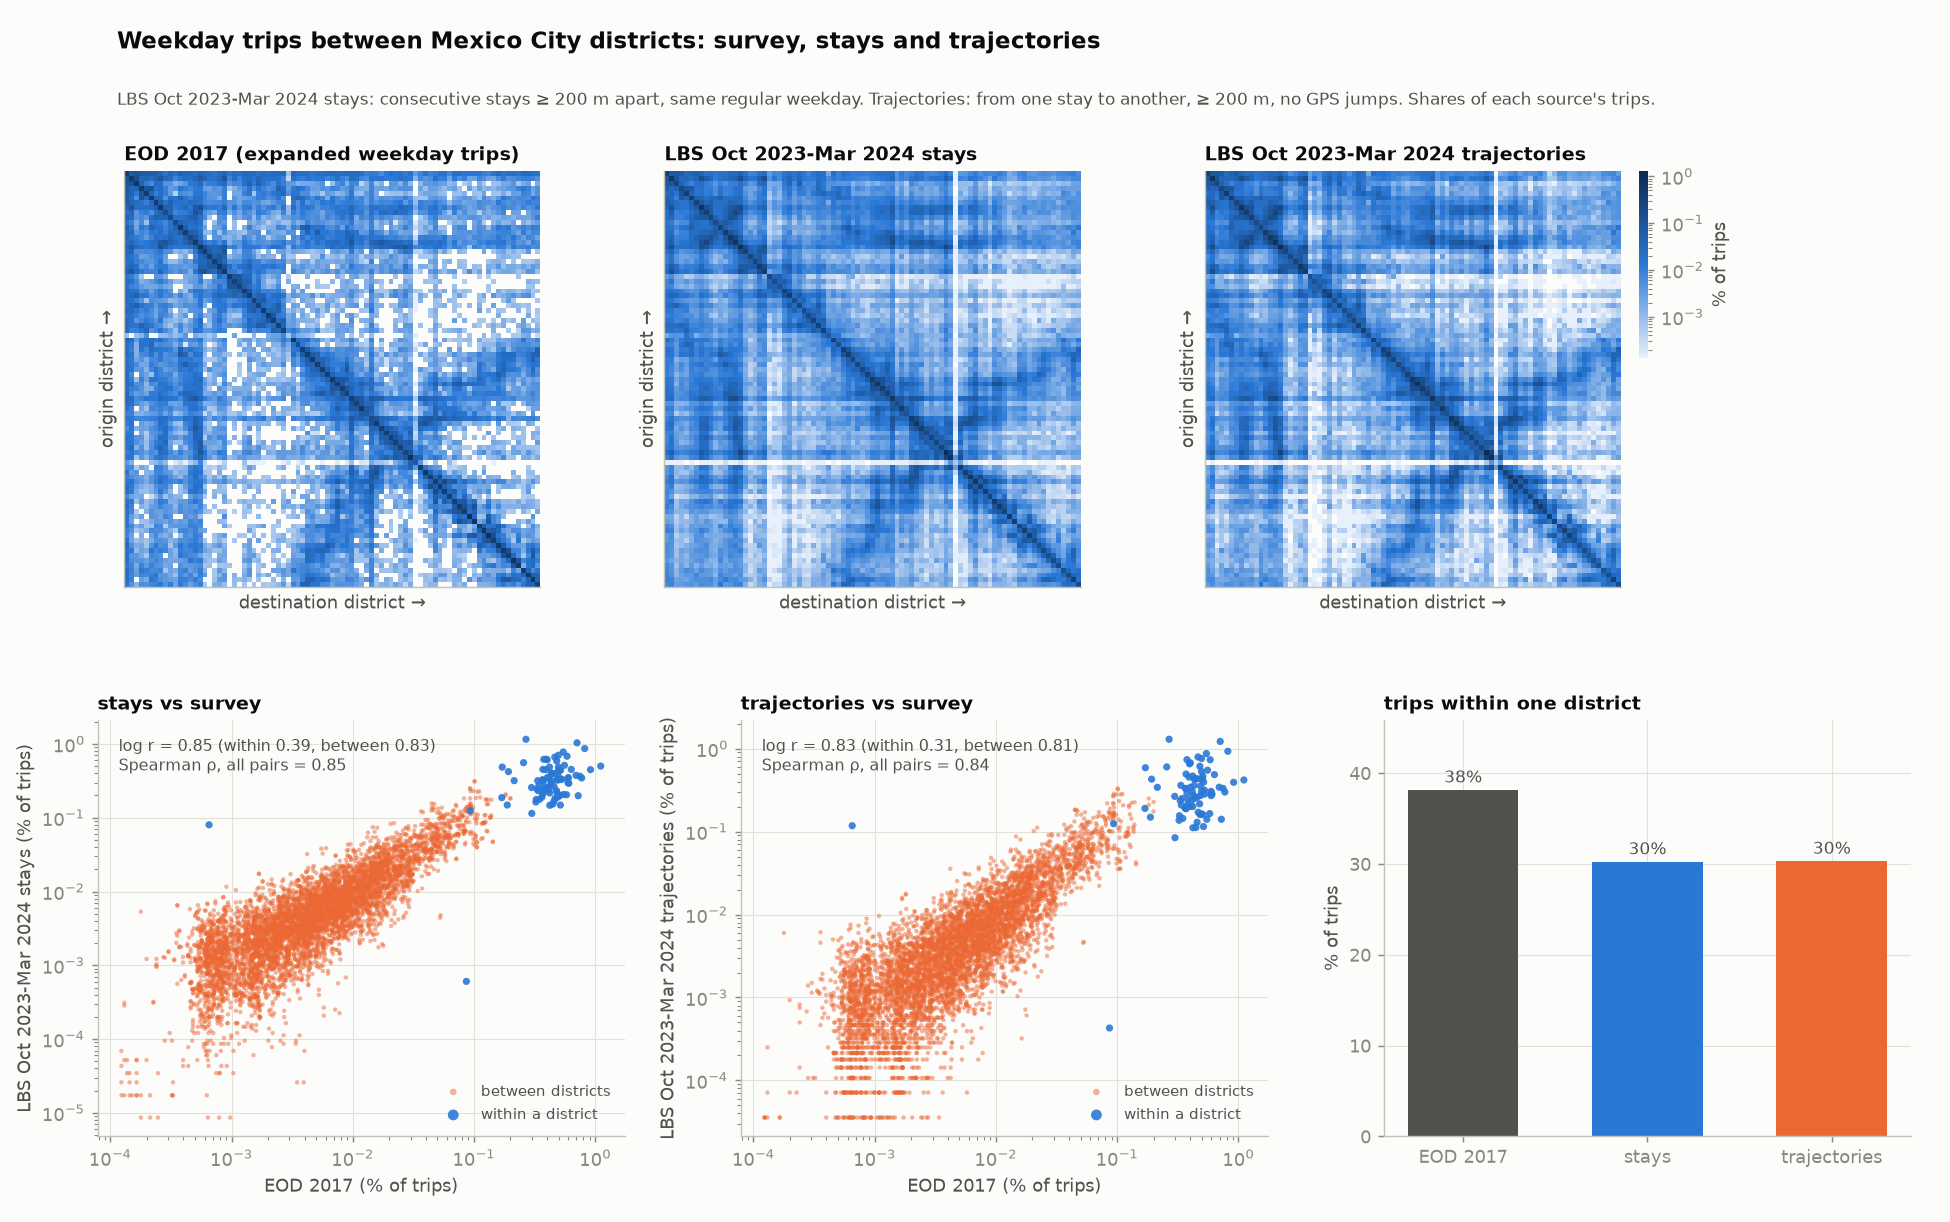 Weekday trips between Mexico City districts: survey, stays and trajectories
LBS Oct 2023-Mar 2024 stays: consecutive stays ≥ 200 m apart, same regular weekday. Trajectories: from one stay to another, ≥ 200 m, no GPS jumps. Shares of each source's trips.
EOD 2017 (expanded weekday trips)
origin district →
destination district →
LBS Oct 2023-Mar 2024 stays
origin district →
destination district →
LBS Oct 2023-Mar 2024 trajectories
origin district →
destination district →
10⁰
10⁻¹
10⁻²
10⁻³
% of trips
stays vs survey
log r = 0.85 (within 0.39, between 0.83)
Spearman ρ, all pairs = 0.85
LBS Oct 2023-Mar 2024 stays (% of trips)
10⁰
10⁻¹
10⁻²
10⁻³
10⁻⁴
10⁻⁵
between districts
within a district
10⁻⁴ 10⁻³ 10⁻² 10⁻¹ 10⁰
EOD 2017 (% of trips)
trajectories vs survey
log r = 0.83 (within 0.31, between 0.81)
Spearman ρ, all pairs = 0.84
LBS Oct 2023-Mar 2024 trajectories (% of trips)
10⁰
10⁻¹
10⁻²
10⁻³
10⁻⁴
between districts
within a district
10⁻⁴ 10⁻³ 10⁻² 10⁻¹ 10⁰
EOD 2017 (% of trips)
trips within one district
% of trips
40
30
20
10
0
38%
30%
30%
EOD 2017 stays trajectories